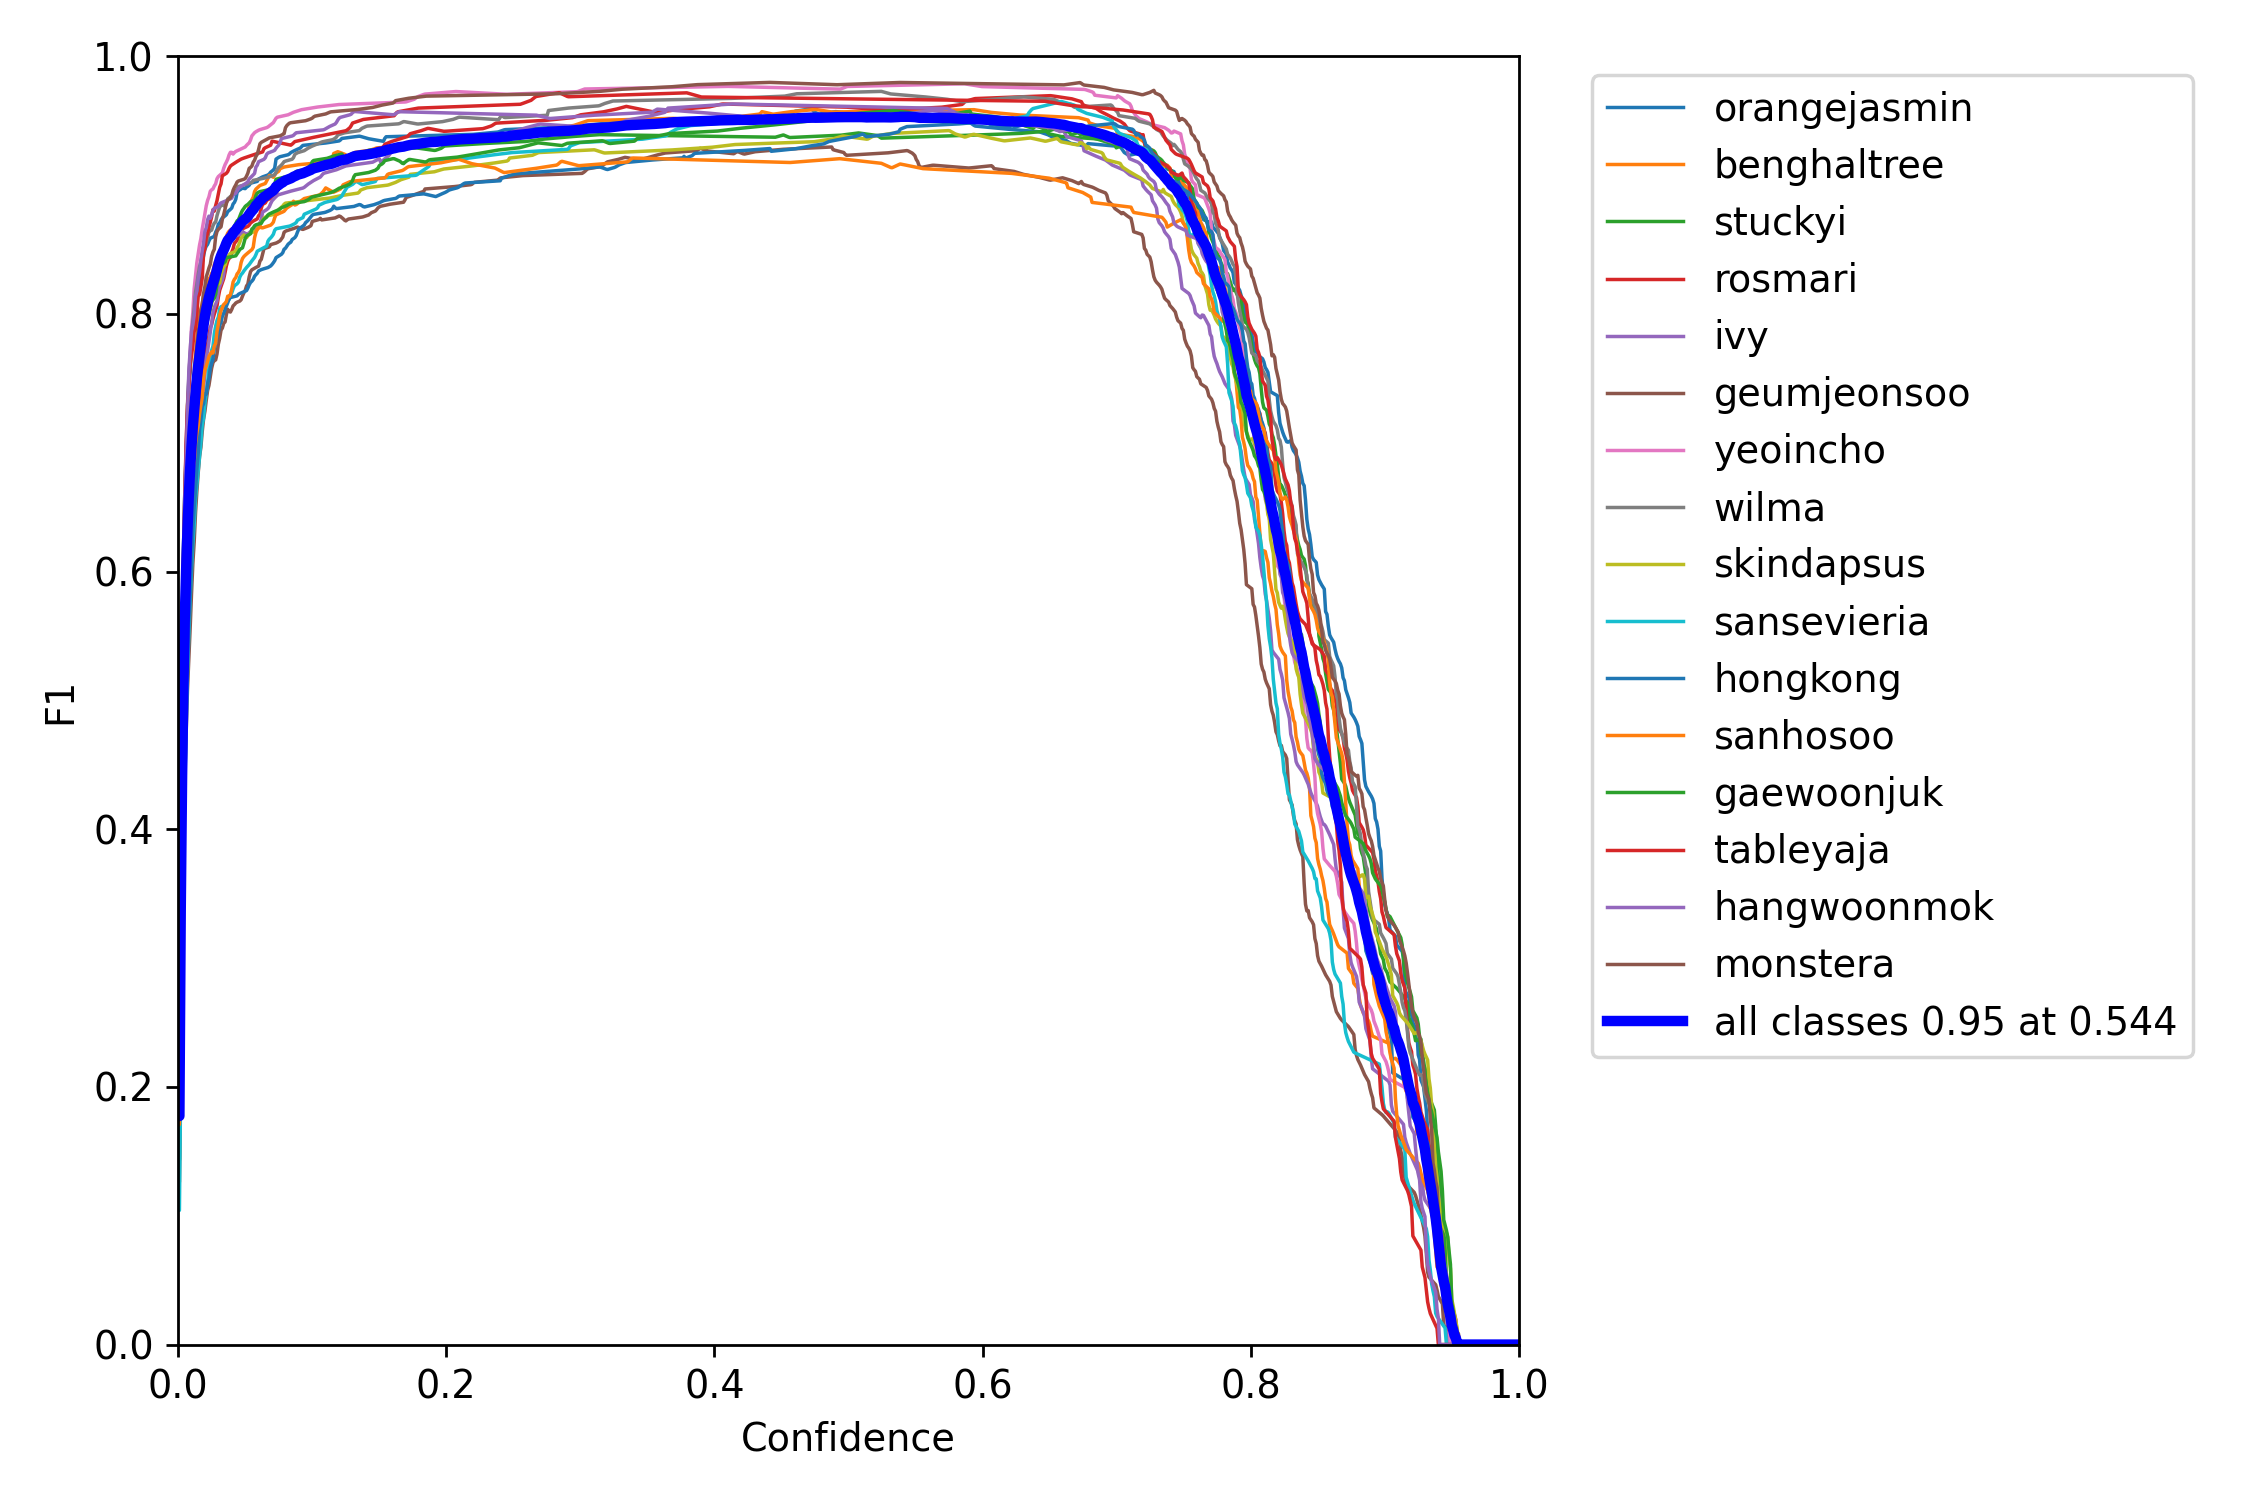 1.0
0.8
0.6
0.4
0.2
0.0
F1
0.0 0.2 0.4 0.6 0.8 1.0
Confidence
orangejasmin
benghaltree
stuckyi
rosmari
ivy
geumjeonsoo
yeoincho
wilma
skindapsus
sansevieria
hongkong
sanhosoo
gaewoonjuk
tableyaja
hangwoonmok
monstera
all classes 0.95 at 0.544